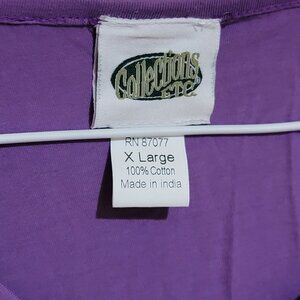 Collections
ETC.
RN 87077
X Large
100% Cotton
Made in india